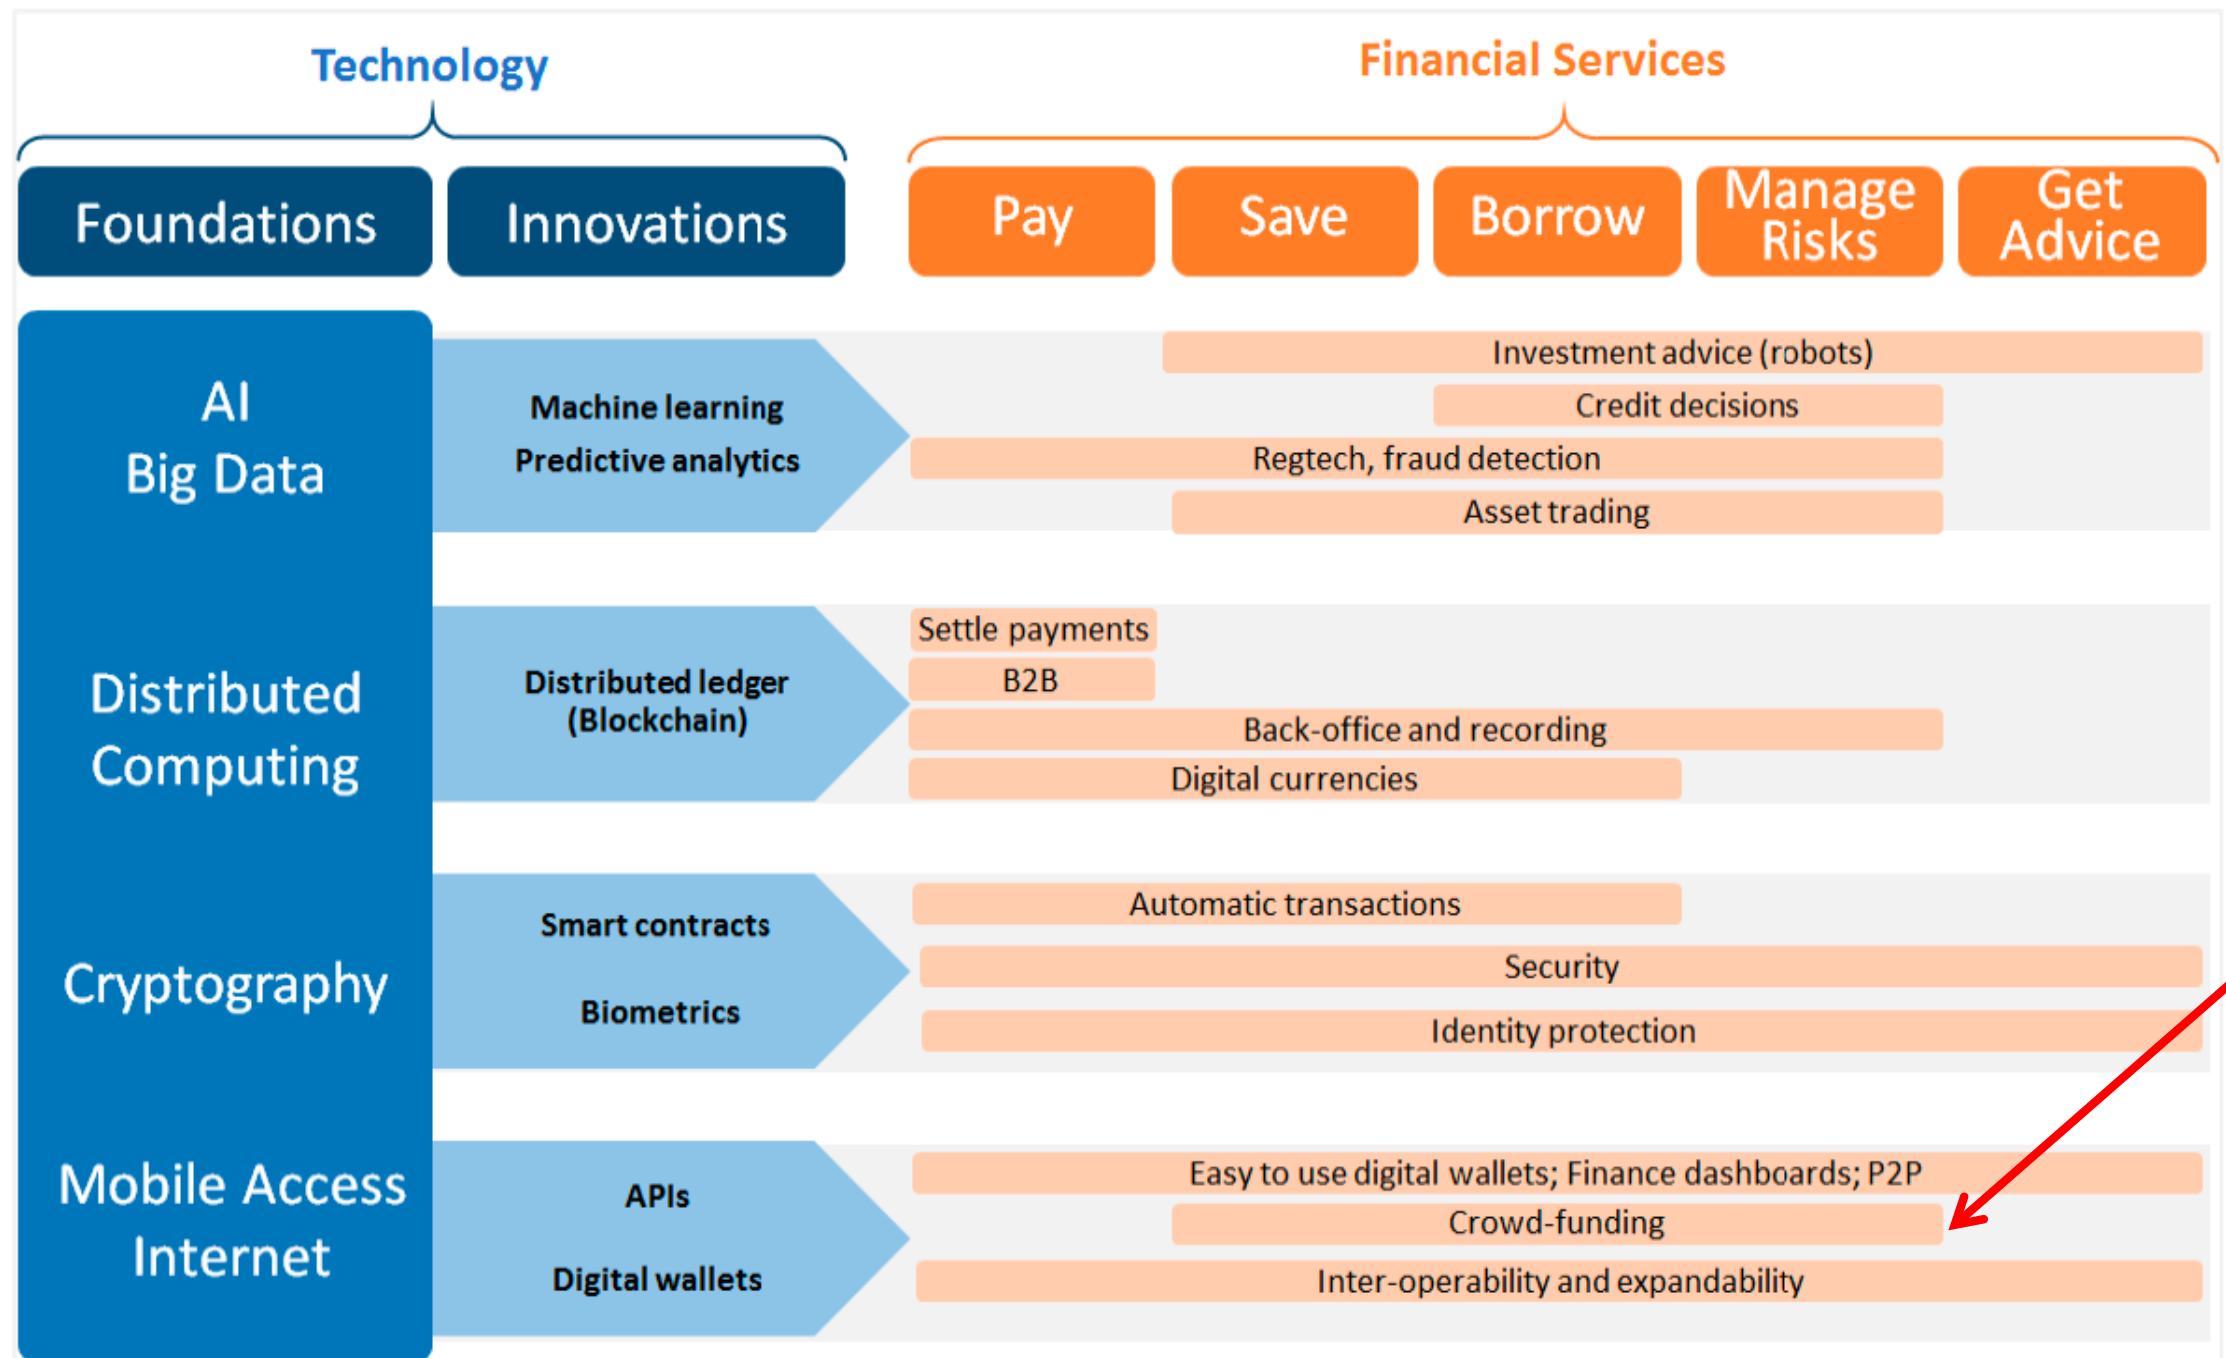 Technology
Financial Services
Foundations
Innovations
Pay
Save
Borrow
Manage
Risks
Get
Advice
AI
Big Data
Machine learning
Predictive analytics
Investment advice (robots)
Credit decisions
Regtech, fraud detection
Asset trading
Distributed
Computing
Distributed ledger
(Blockchain)
Settle payments
B2B
Back-office and recording
Digital currencies
Cryptography
Smart contracts
Biometrics
Automatic transactions
Security
Identity protection
Mobile Access
Internet
APIs
Digital wallets
Easy to use digital wallets; Finance dashboards; P2P
Crowd-funding
Inter-operability and expandability